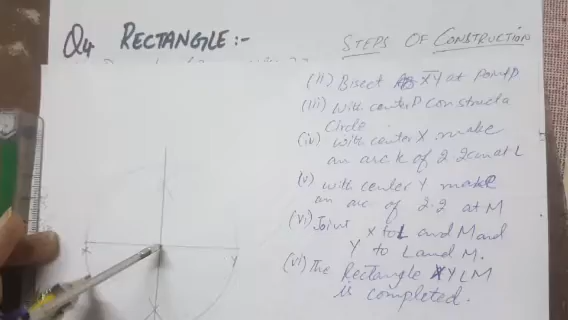 Q4 RECTANGLE:-
STEPS OF CONSTRUCTION
(ii) Bisect XY at point P
(iii) with center P construct a
circle
(iv) with center X make
an arc k of 2.2cm at L
(v) with center Y make
an arc of 2.2 at M
(vi) Joint X to L and M and
Y to L and M.
(vi) The Rectangle XYLM
is completed.
X
Y